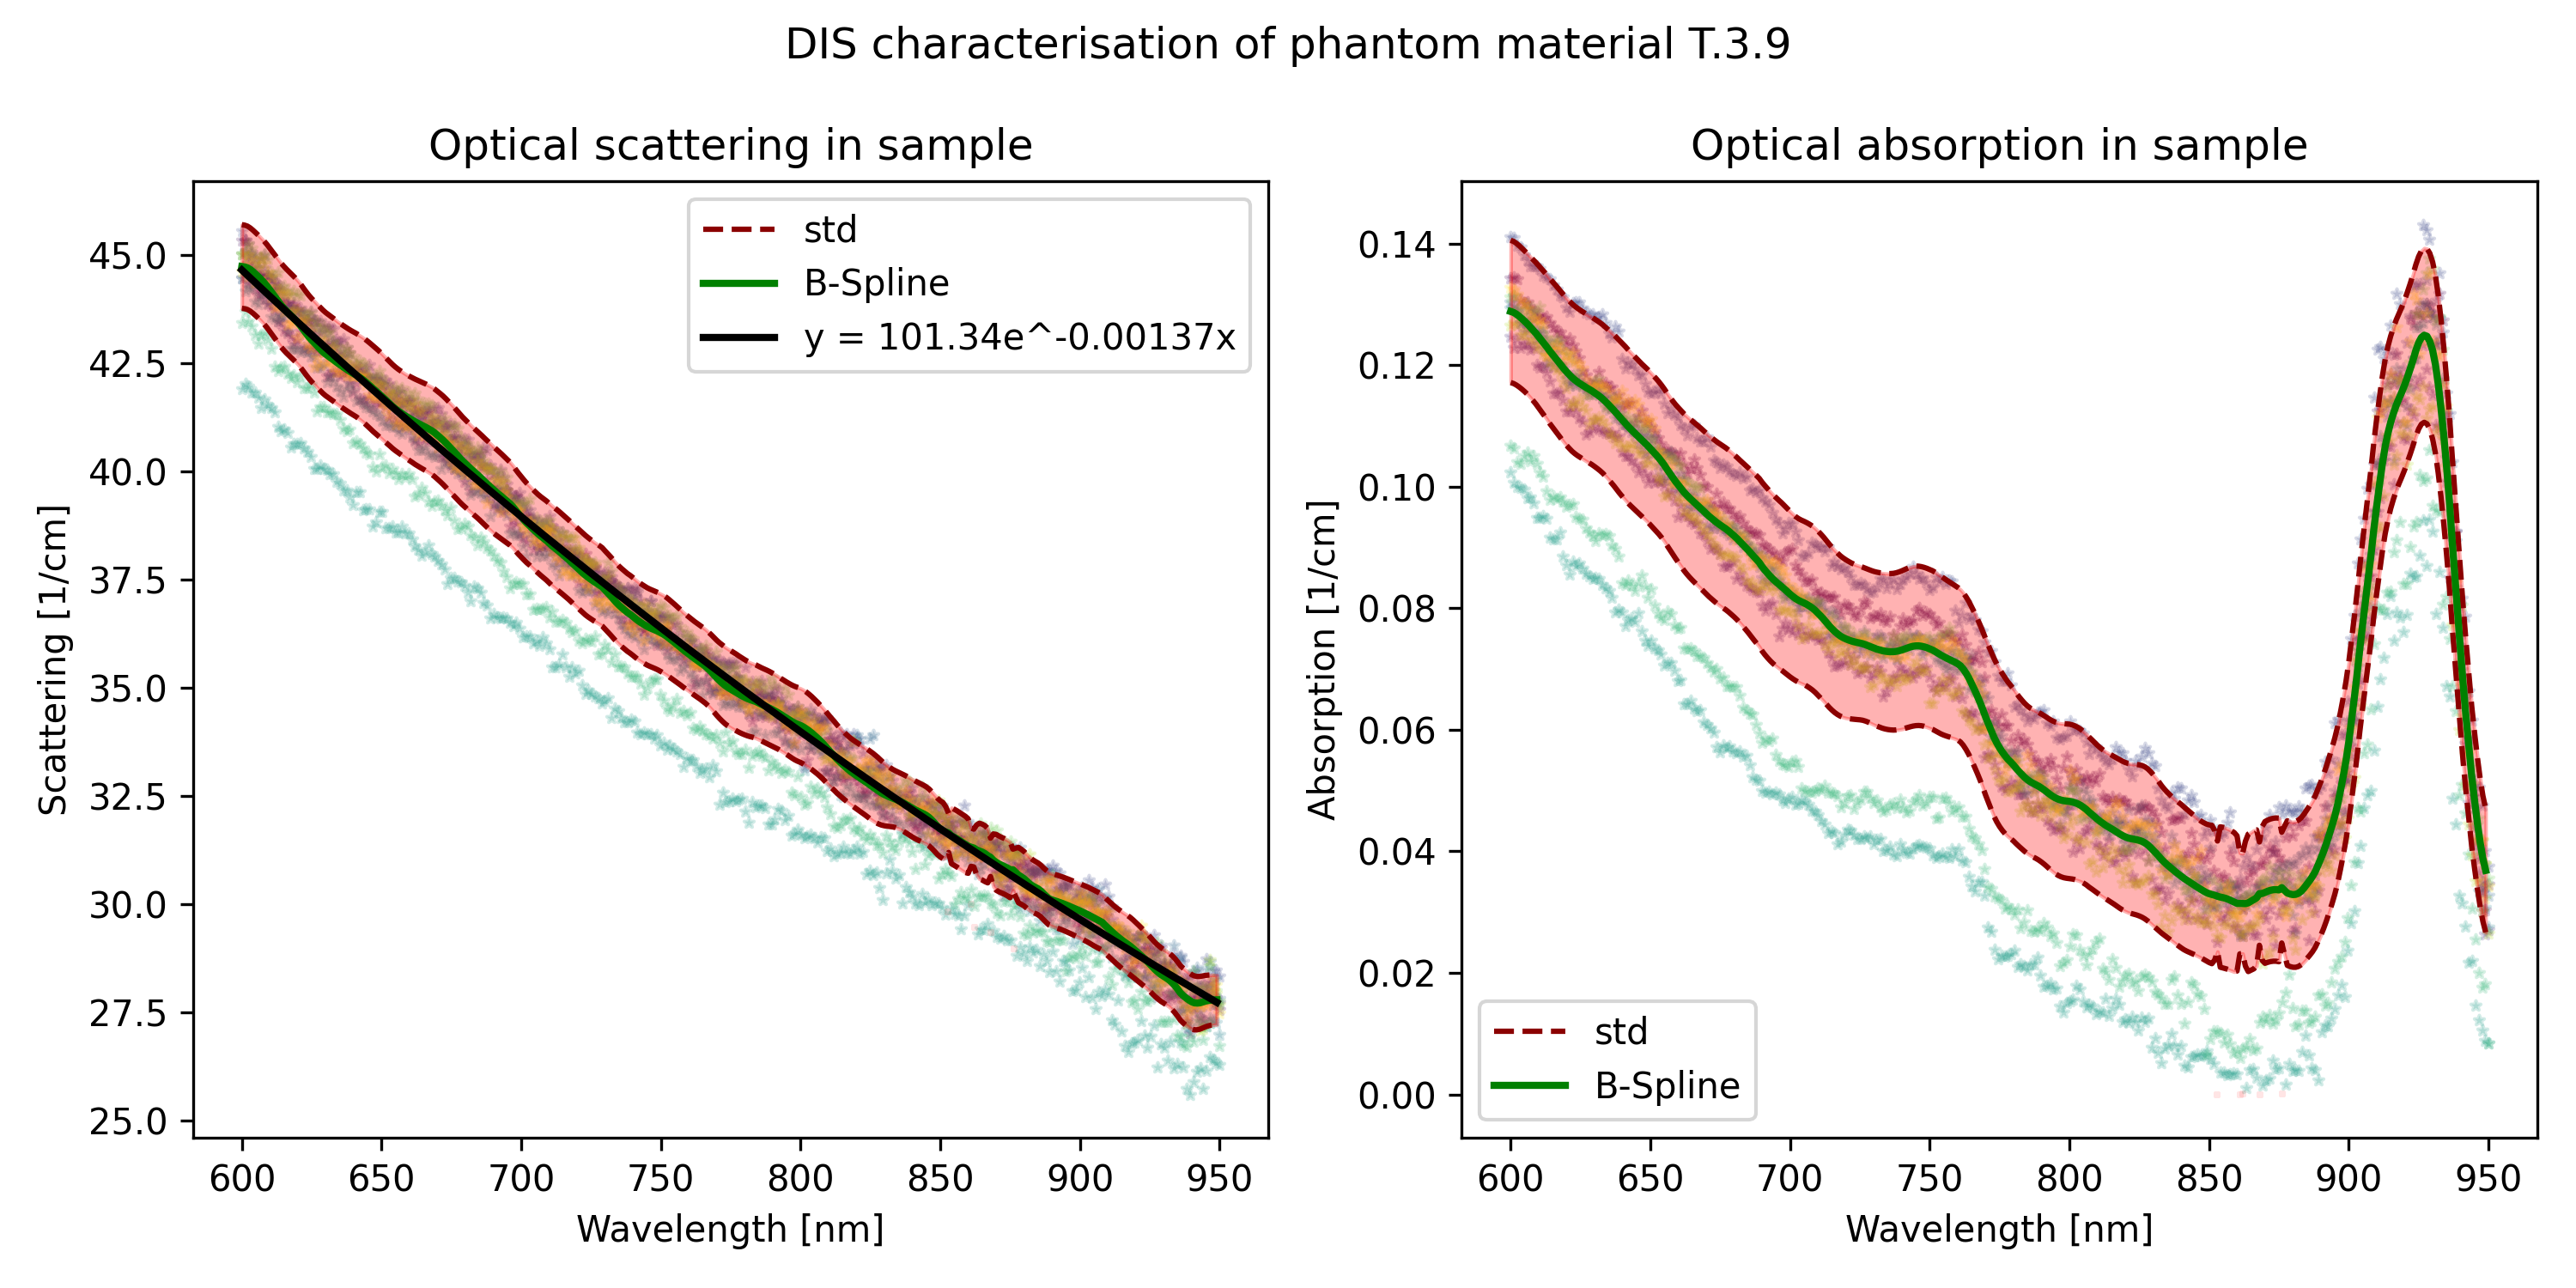 DIS characterisation of phantom material T.3.9
Optical scattering in sample
Scattering [1/cm]
45.0
42.5
40.0
37.5
35.0
32.5
30.0
27.5
25.0
std
B-Spline
y = 101.34e^-0.00137x
600 650 700 750 800 850 900 950
Wavelength [nm]
Optical absorption in sample
Absorption [1/cm]
0.14
0.12
0.10
0.08
0.06
0.04
0.02
0.00
std
B-Spline
600 650 700 750 800 850 900 950
Wavelength [nm]